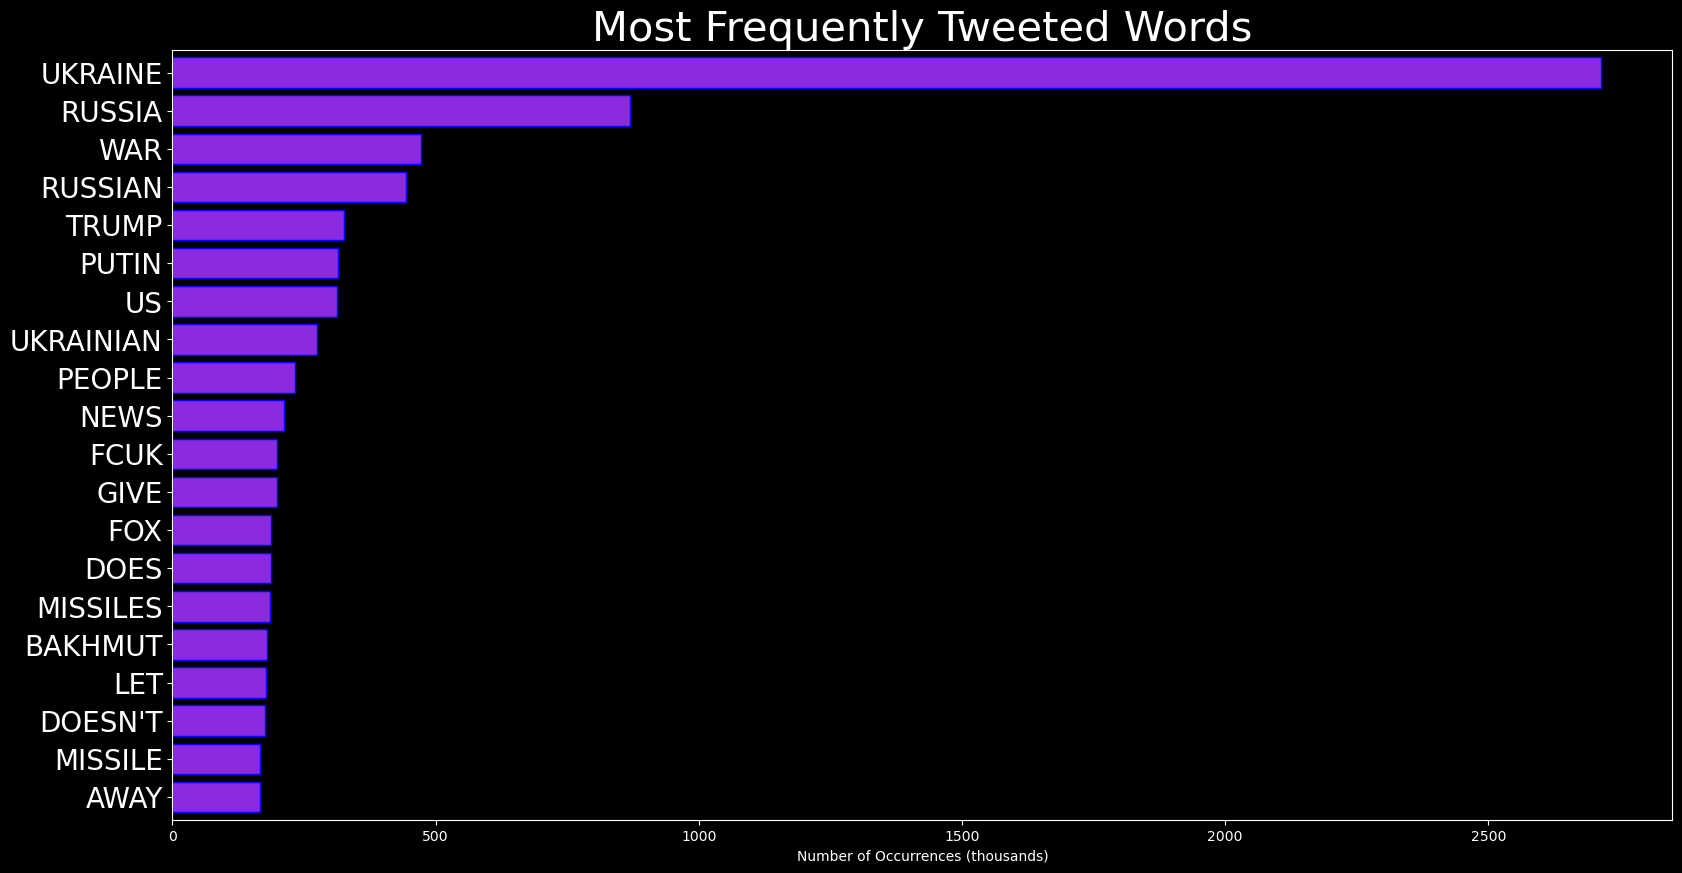 Most Frequently Tweeted Words
UKRAINE
RUSSIA
WAR
RUSSIAN
TRUMP
PUTIN
US
UKRAINIAN
PEOPLE
NEWS
FCUK
GIVE
FOX
DOES
MISSILES
BAKHMUT
LET
DOESN'T
MISSILE
AWAY
0 500 1000 1500 2000 2500
Number of Occurrences (thousands)